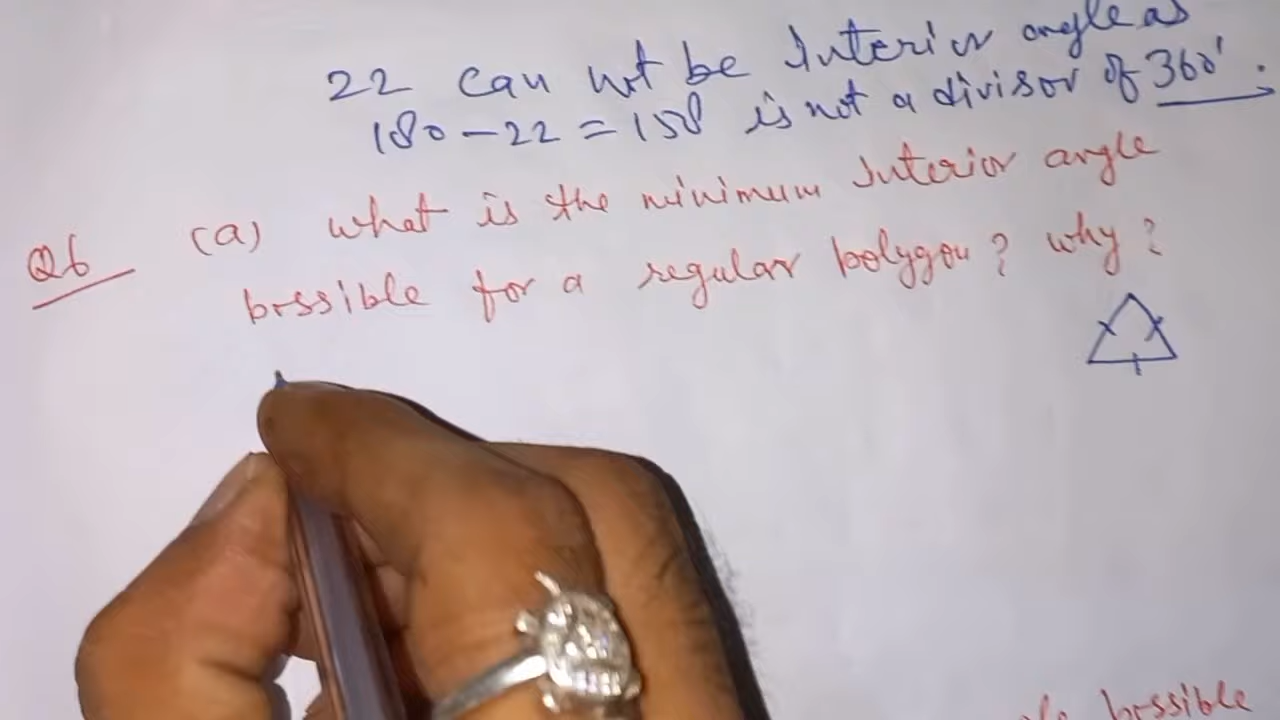 22 can not be Interior angle as
180 - 22 = 158 is not a divisor of 360°.
Q6 (a) what is the minimum Interior angle
possible for a regular polygon? why?
possible